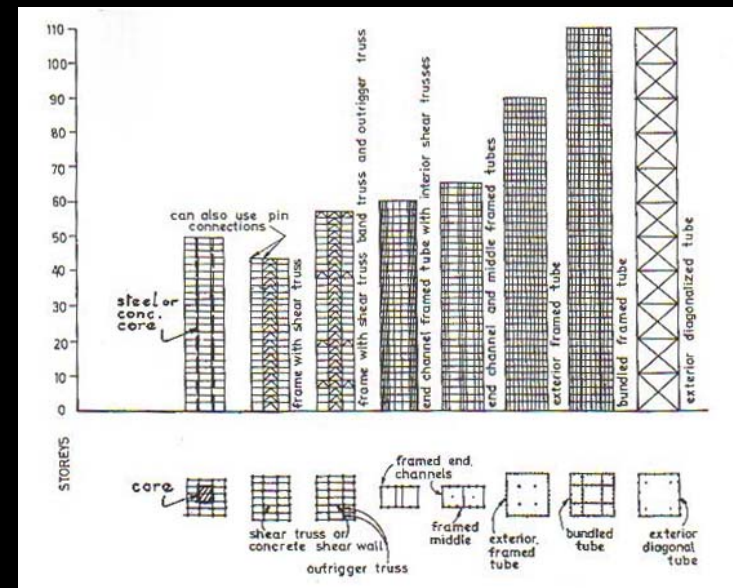 110
100
90
80
70
60
50
40
30
20
10
0
STOREYS
can also use pin
connections
steel or
conc.
core
frame with shear truss
frame with shear truss band truss and outrigger truss
end channel framed tube with interior shear trusses
end channel and middle framed tubes
exterior framed tube
bundled framed tube
exterior diagonalized tube
core
shear truss or
concrete shear wall
outrigger truss
framed end.
channels
framed
middle
exterior.
framed
tube
bundled
tube
exterior
diagonal
tube